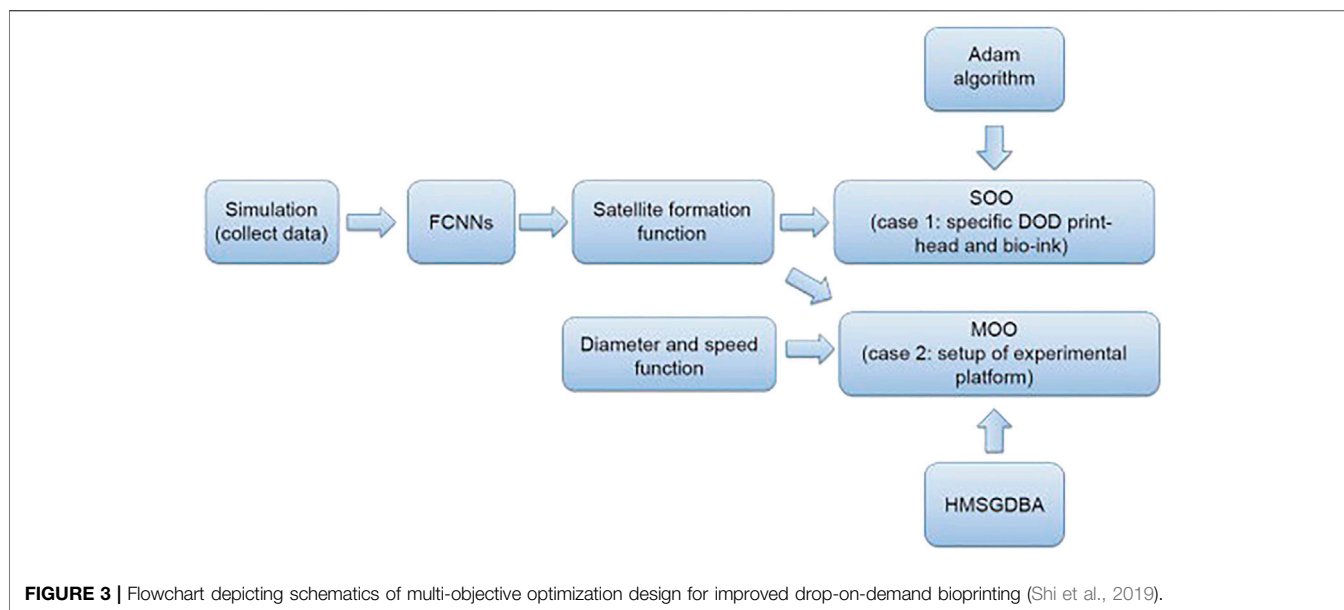 Adam
algorithm
Simulation
(collect data)
FCNNs
Satellite formation
function
SOO
(case 1: specific DOD print-
head and bio-ink)
Diameter and speed
function
MOO
(case 2: setup of experimental
platform)
HMSGDBA
FIGURE 3 | Flowchart depicting schematics of multi-objective optimization design for improved drop-on-demand bioprinting (Shi et al., 2019).